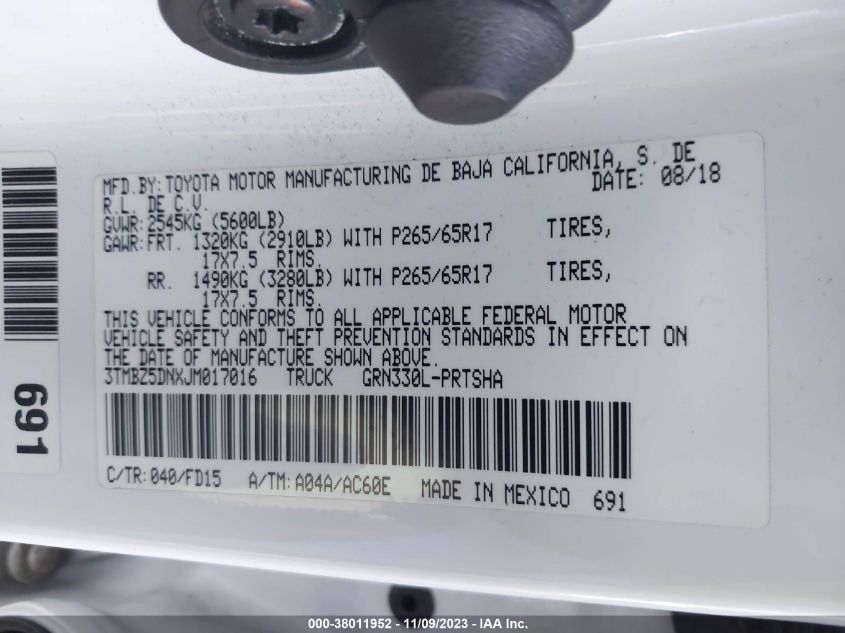 MFD.BY: TOYOTA MOTOR MANUFACTURING DE BAJA CALIFORNIA, S. DE
R.L. DE C.V. DATE: 08/18
GVWR: 2545KG (5600LB)
GAWR: FRT. 1320KG (2910LB) WITH P265/65R17 TIRES,
17X7.5 RIMS.
RR. 1490KG (3280LB) WITH P265/65R17 TIRES,
17X7.5 RIMS.
THIS VEHICLE CONFORMS TO ALL APPLICABLE FEDERAL MOTOR
VEHICLE SAFETY AND THEFT PREVENTION STANDARDS IN EFFECT ON
THE DATE OF MANUFACTURE SHOWN ABOVE.
3TMBZ5DNXJM017016 TRUCK GRN330L-PRTSHA
C/TR: 040/FD15 A/TM: A04A/AC60E MADE IN MEXICO 691
691
000-38011952 - 11/09/2023 - IAA Inc.